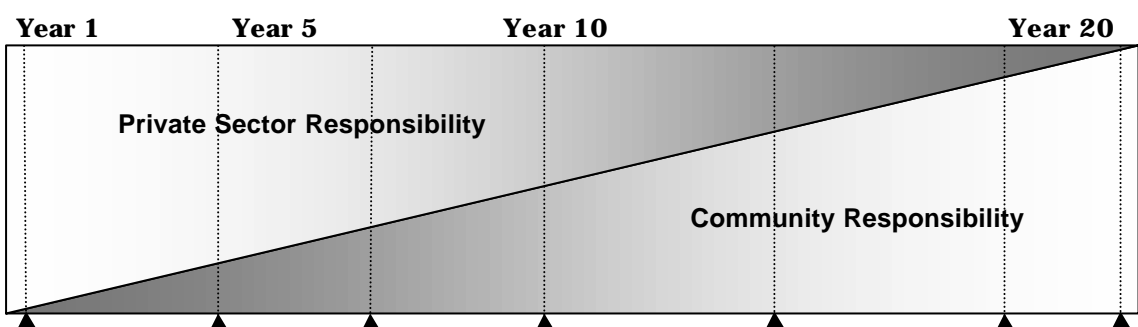 Year 1 Year 5 Year 10 Year 20
Private Sector Responsibility
Community Responsibility